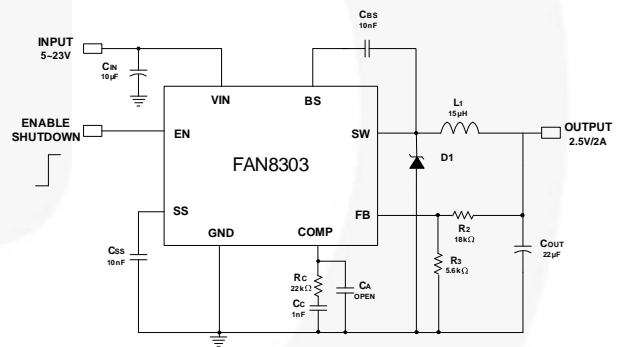 CBS
10nF
INPUT
5~23V
CIN
10µF
VIN
BS
L1
15µH
ENABLE
SHUTDOWN
EN
SW
OUTPUT
2.5V/2A
D1
FAN8303
SS
FB
R2
18kΩ
GND
COMP
CSS
10nF
R3
5.6kΩ
COUT
22µF
RC
22kΩ
CA
OPEN
CC
1nF